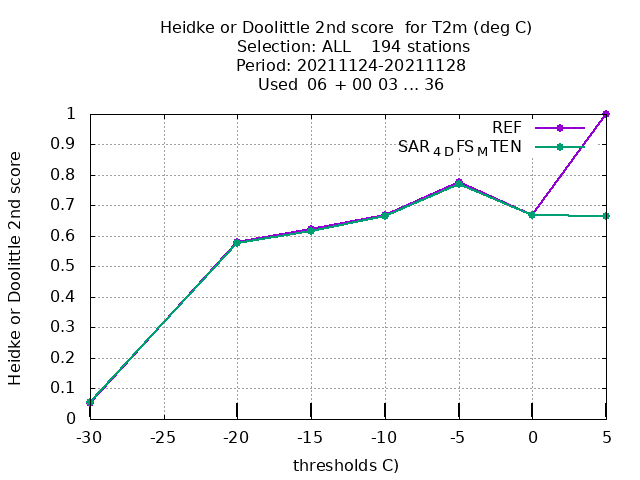 Heidke or Doolittle 2nd score  for T2m (deg C)
Selection: ALL    194 stations
Period: 20211124-20211128
Used  06 + 00 03 ... 36
REF
SAR4DFSMTEN
Heidke or Doolittle 2nd score
1
0.9
0.8
0.7
0.6
0.5
0.4
0.3
0.2
0.1
0
-30 -25 -20 -15 -10 -5 0 5
thresholds C)